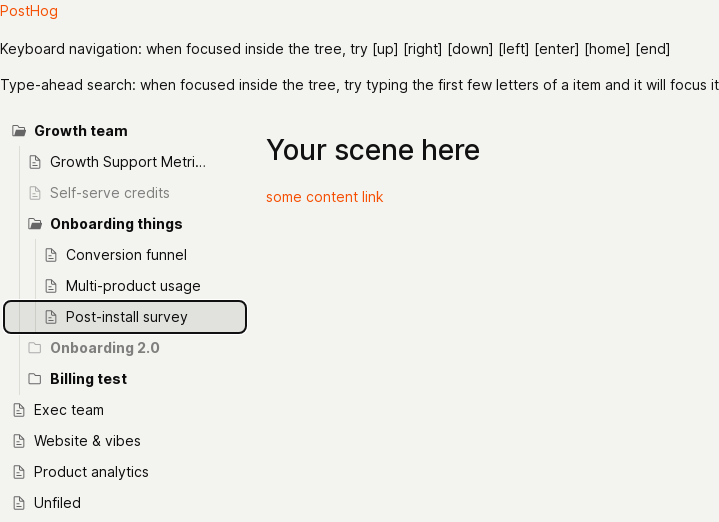 PostHog
Keyboard navigation: when focused inside the tree, try [up] [right] [down] [left] [enter] [home] [end]
Type-ahead search: when focused inside the tree, try typing the first few letters of a item and it will focus it
Growth team
Growth Support Metri...
Self-serve credits
Onboarding things
Conversion funnel
Multi-product usage
Post-install survey
Onboarding 2.0
Billing test
Exec team
Website & vibes
Product analytics
Unfiled
Your scene here
some content link